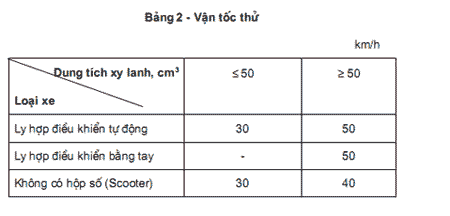 Bảng 2 - Vận tốc thử
km/h
Dung tích xy lanh, cm³ ≤ 50 ≥ 50
Loại xe
Ly hợp điều khiển tự động 30 50
Ly hợp điều khiển bằng tay - 50
Không có hộp số (Scooter) 30 40